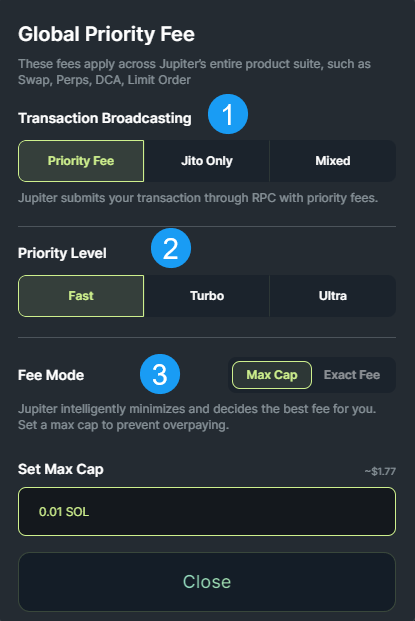 Global Priority Fee
These fees apply across Jupiter's entire product suite, such as
Swap, Perps, DCA, Limit Order
Transaction Broadcasting 1
Priority Fee Jito Only Mixed
Jupiter submits your transaction through RPC with priority fees.
Priority Level 2
Fast Turbo Ultra
Fee Mode 3 Max Cap Exact Fee
Jupiter intelligently minimizes and decides the best fee for you.
Set a max cap to prevent overpaying.
Set Max Cap ~$1.77
0.01 SOL
Close